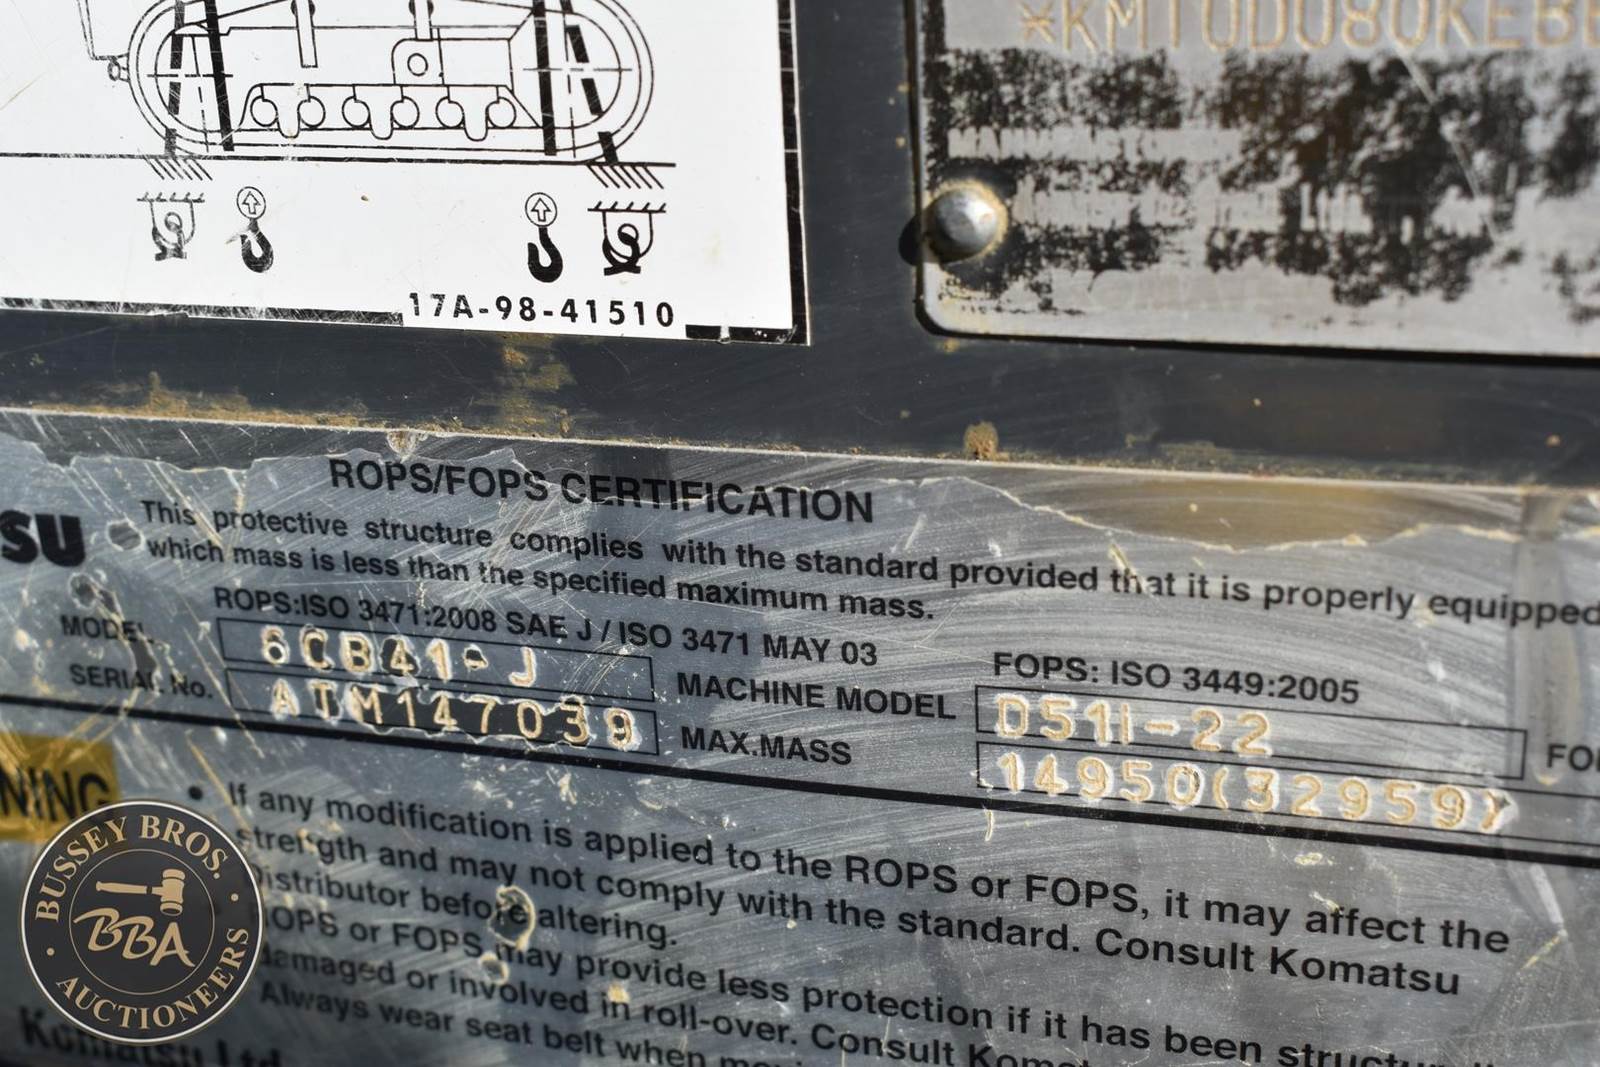 *KMT0D080KEB
17A-98-41510
ROPS/FOPS CERTIFICATION
SU
This protective structure complies with the standard provided that it is properly equipped
which mass is less than the specified maximum mass.
ROPS:ISO 3471:2008 SAE J / ISO 3471 MAY 03
FOPS: ISO 3449:2005
MODEL 6CB41-J
MACHINE MODEL D51i-22
SERIAL No. ATM147039
MAX.MASS 14950(32959)
FO
NING
• If any modification is applied to the ROPS or FOPS, it may affect the
strength and may not comply with the standard. Consult Komatsu
Distributor before altering.
ROPS or FOPS may provide less protection if it has been
damaged or involved in roll-over. Consult
Always wear seat belt when
Komatsu Ltd.
BUSSEY BROS.
BBA
AUCTIONEERS